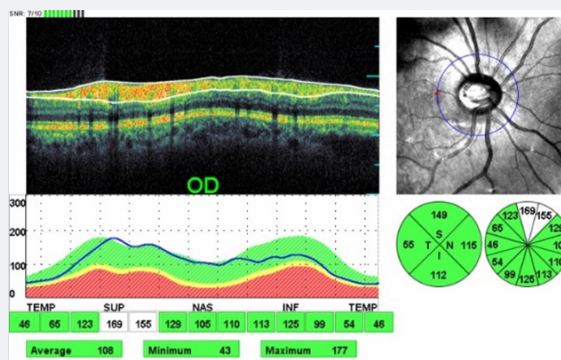 SNR: 7/10
OD
300
200
100
0
TEMP SUP NAS INF TEMP
46 65 123 169 155 129 105 110 113 125 99 54 46
Average 108 Minimum 43 Maximum 177
149
S
55 T N 115
I
112
169 155
123
65
46
54
99
125
113
110